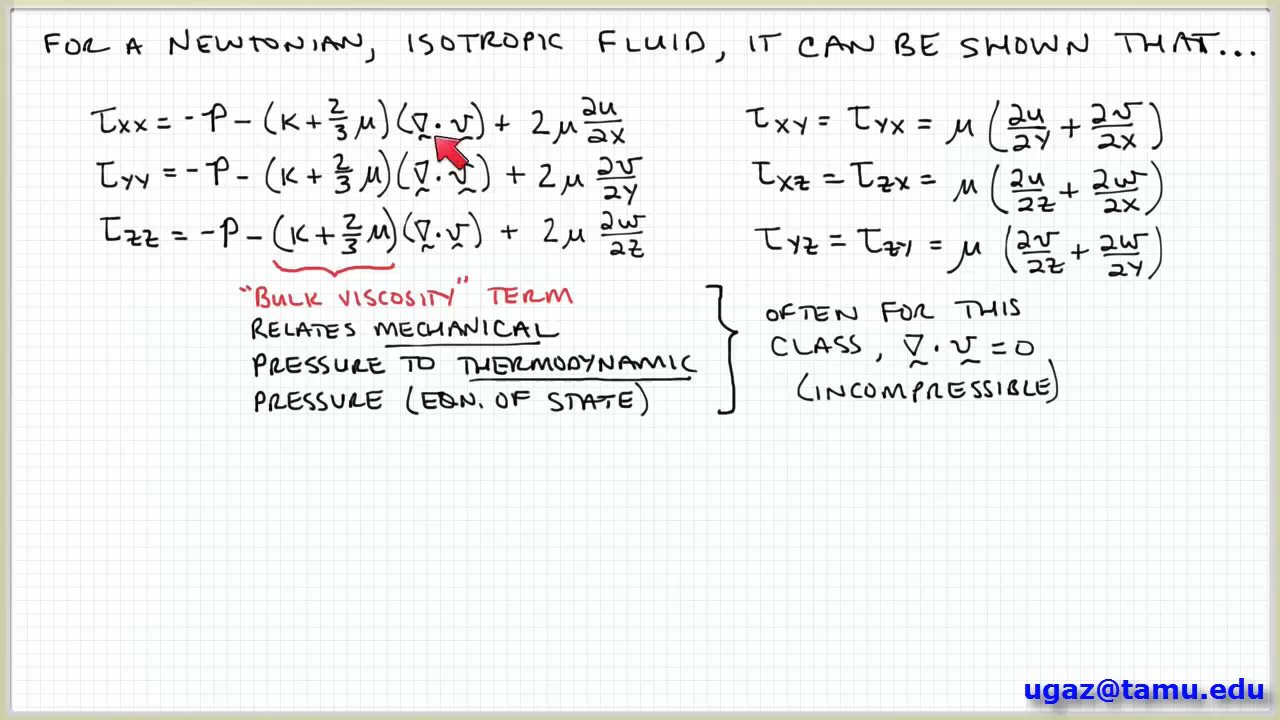 FOR A NEWTONIAN, ISOTROPIC FLUID, IT CAN BE SHOWN THAT...
τxx = -P - (K + 2/3 μ)(∇·v) + 2μ ∂u/∂x
τyy = -P - (K + 2/3 μ)(∇·v) + 2μ ∂v/∂y
τzz = -P - (K + 2/3 μ)(∇·v) + 2μ ∂w/∂z
"BULK VISCOSITY" TERM
RELATES MECHANICAL
PRESSURE TO THERMODYNAMIC
PRESSURE (EQN. OF STATE)
τxy = τyx = μ(∂u/∂y + ∂v/∂x)
τxz = τzx = μ(∂u/∂z + ∂w/∂x)
τyz = τzy = μ(∂v/∂z + ∂w/∂y)
OFTEN FOR THIS
CLASS, ∇·v = 0
(INCOMPRESSIBLE)
ugaz@tamu.edu